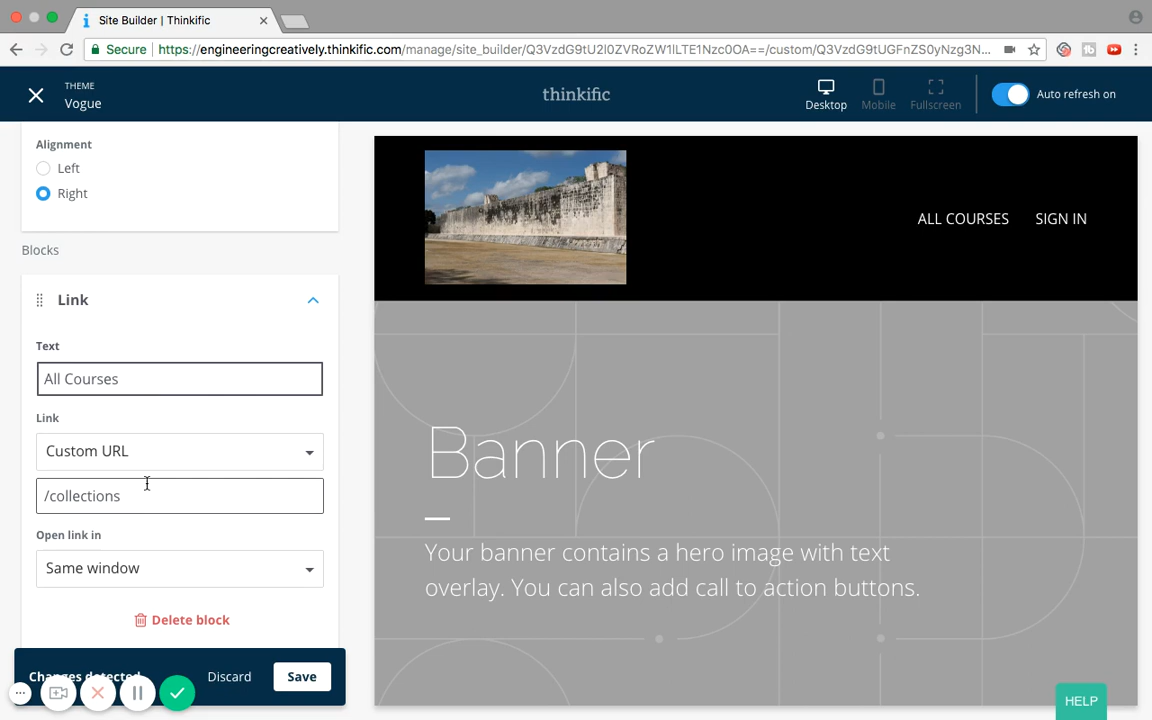 Site Builder | Thinkific
Secure https://engineeringcreatively.thinkific.com/manage/site_builder/Q3VzdG9tU2l0ZVRoZW1lLTE1Nzc0OA==/custom/Q3VzdG9tUGFnZS0yNzg3N...
THEME
Vogue
thinkific
Desktop
Mobile
Fullscreen
Auto refresh on
Alignment
Left
Right
Blocks
Link
Text
All Courses
Link
Custom URL
/collections
Open link in
Same window
Delete block
Changes detected
Discard
Save
ALL COURSES
SIGN IN
Banner
Your banner contains a hero image with text
overlay. You can also add call to action buttons.
HELP